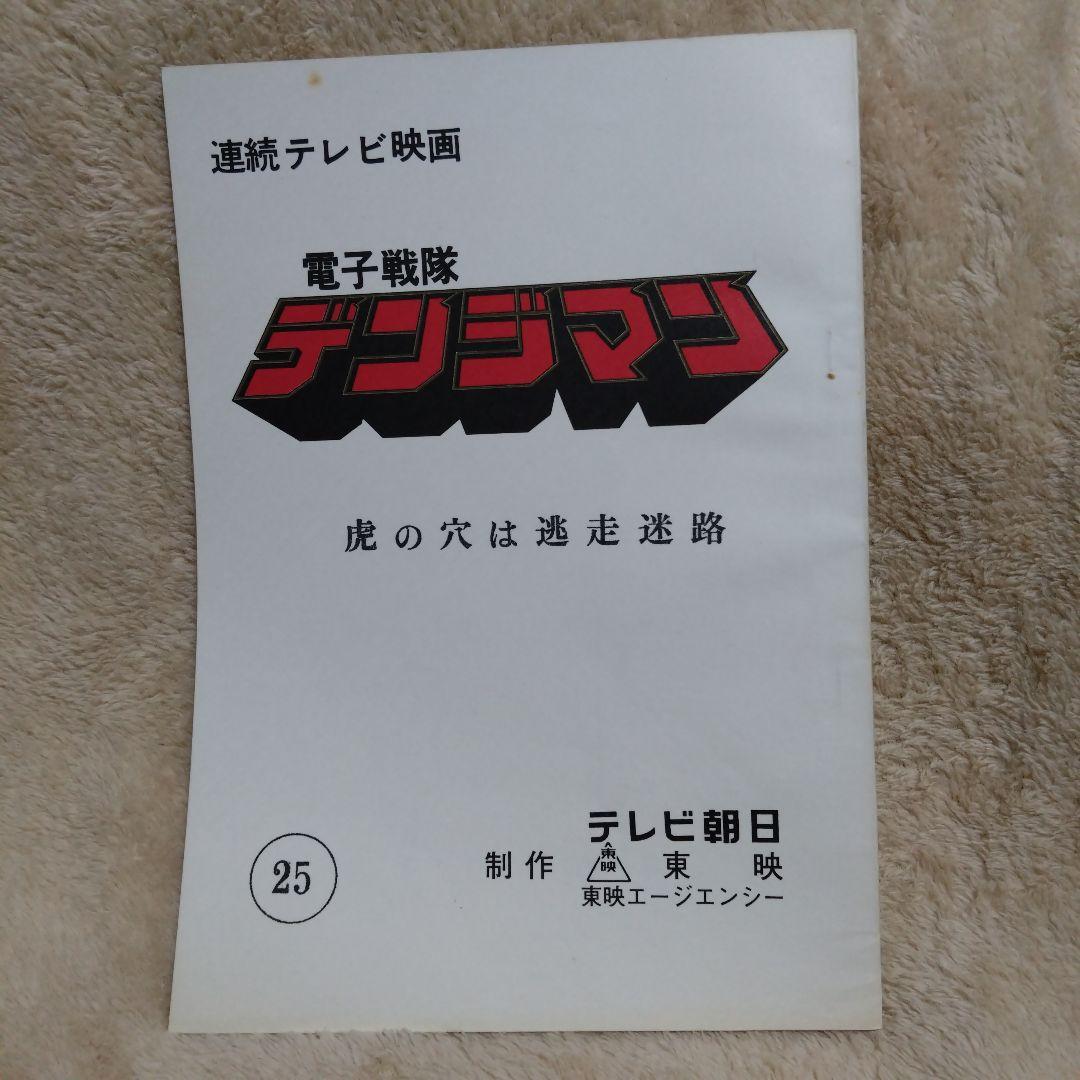 連続テレビ映画
電子戦隊
デンジマン
虎の穴は逃走迷路
25
テレビ朝日
制作 東映 東映
東映エージエンシー